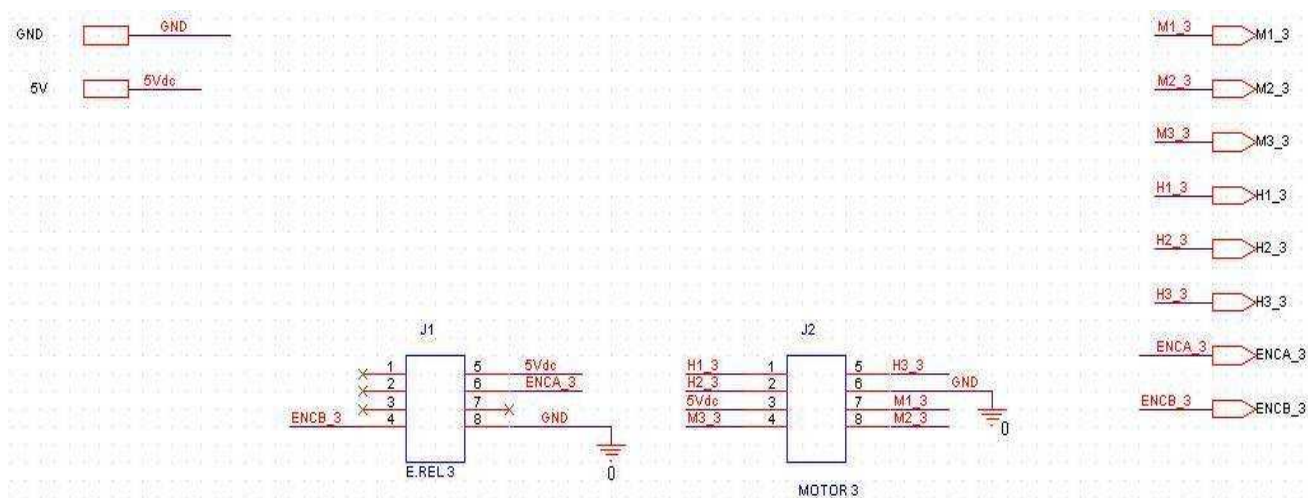 GND GND
5V 5Vdc
M1_3 M1_3
M2_3 M2_3
M3_3 M3_3
H1_3 H1_3
H2_3 H2_3
H3_3 H3_3
ENCA_3 ENCA_3
ENCB_3 ENCB_3
J1
1 5 5Vdc
2 6 ENCA_3
3 7
ENCB_3 4 8 GND
0
E.REL 3
J2
H1_3 1 5 H3_3
H2_3 2 6 GND
5Vdc 3 7 M1_3
M3_3 4 8 M2_3
0
MOTOR 3